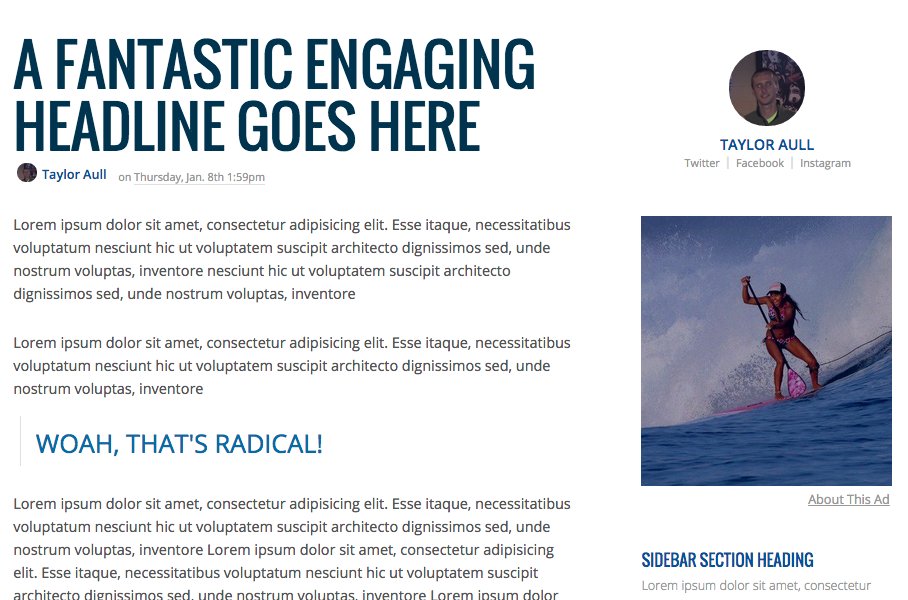 A FANTASTIC ENGAGING
HEADLINE GOES HERE
Taylor Aull on Thursday, Jan. 8th 1:59pm
Lorem ipsum dolor sit amet, consectetur adipisicing elit. Esse itaque, necessitatibus
voluptatum nesciunt hic ut voluptatem suscipit architecto dignissimos sed, unde
nostrum voluptas, inventore nesciunt hic ut voluptatem suscipit architecto
dignissimos sed, unde nostrum voluptas, inventore
Lorem ipsum dolor sit amet, consectetur adipisicing elit. Esse itaque, necessitatibus
voluptatum nesciunt hic ut voluptatem suscipit architecto dignissimos sed, unde
nostrum voluptas, inventore
WOAH, THAT'S RADICAL!
Lorem ipsum dolor sit amet, consectetur adipisicing elit. Esse itaque, necessitatibus
voluptatum nesciunt hic ut voluptatem suscipit architecto dignissimos sed, unde
nostrum voluptas, inventore Lorem ipsum dolor sit amet, consectetur adipisicing
elit. Esse itaque, necessitatibus voluptatum nesciunt hic ut voluptatem suscipit
architecto dignissimos sed, unde nostrum voluptas, inventore Lorem ipsum dolor
TAYLOR AULL
Twitter | Facebook | Instagram
About This Ad
SIDEBAR SECTION HEADING
Lorem ipsum dolor sit amet, consectetur